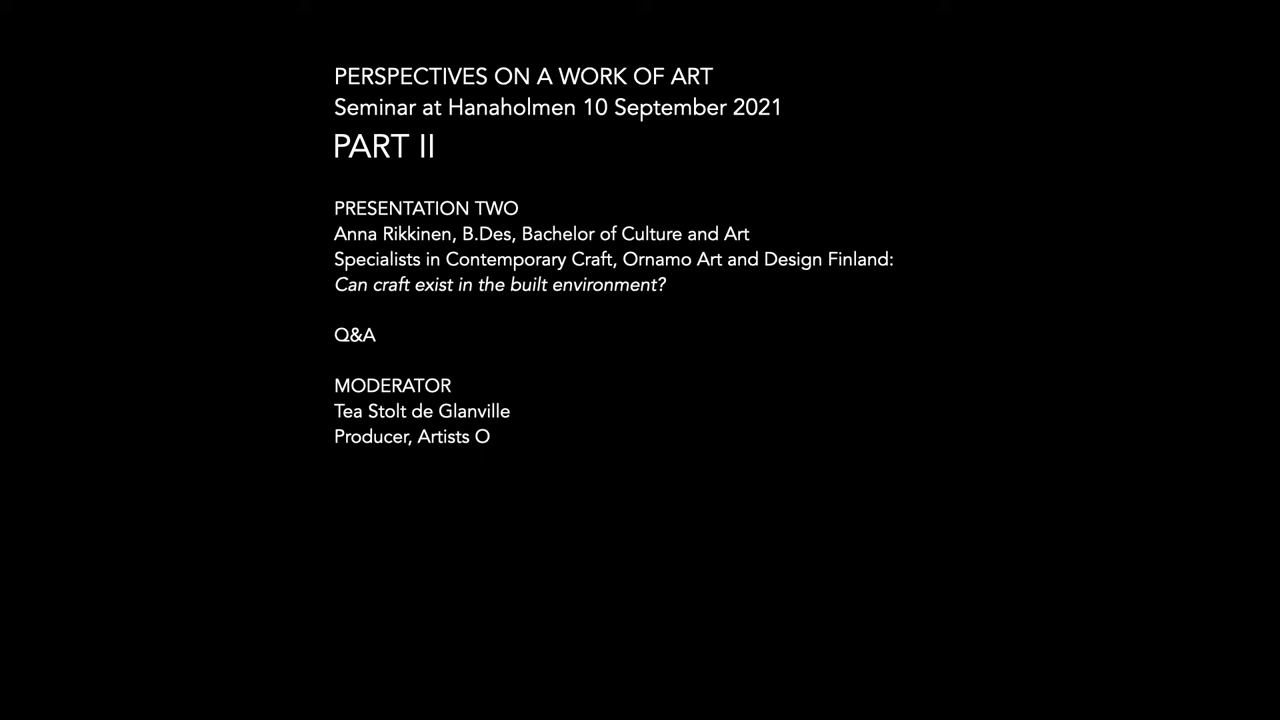 PERSPECTIVES ON A WORK OF ART
Seminar at Hanaholmen 10 September 2021
PART II
PRESENTATION TWO
Anna Rikkinen, B.Des, Bachelor of Culture and Art
Specialists in Contemporary Craft, Ornamo Art and Design Finland:
Can craft exist in the built environment?
Q&A
MODERATOR
Tea Stolt de Glanville
Producer, Artists O